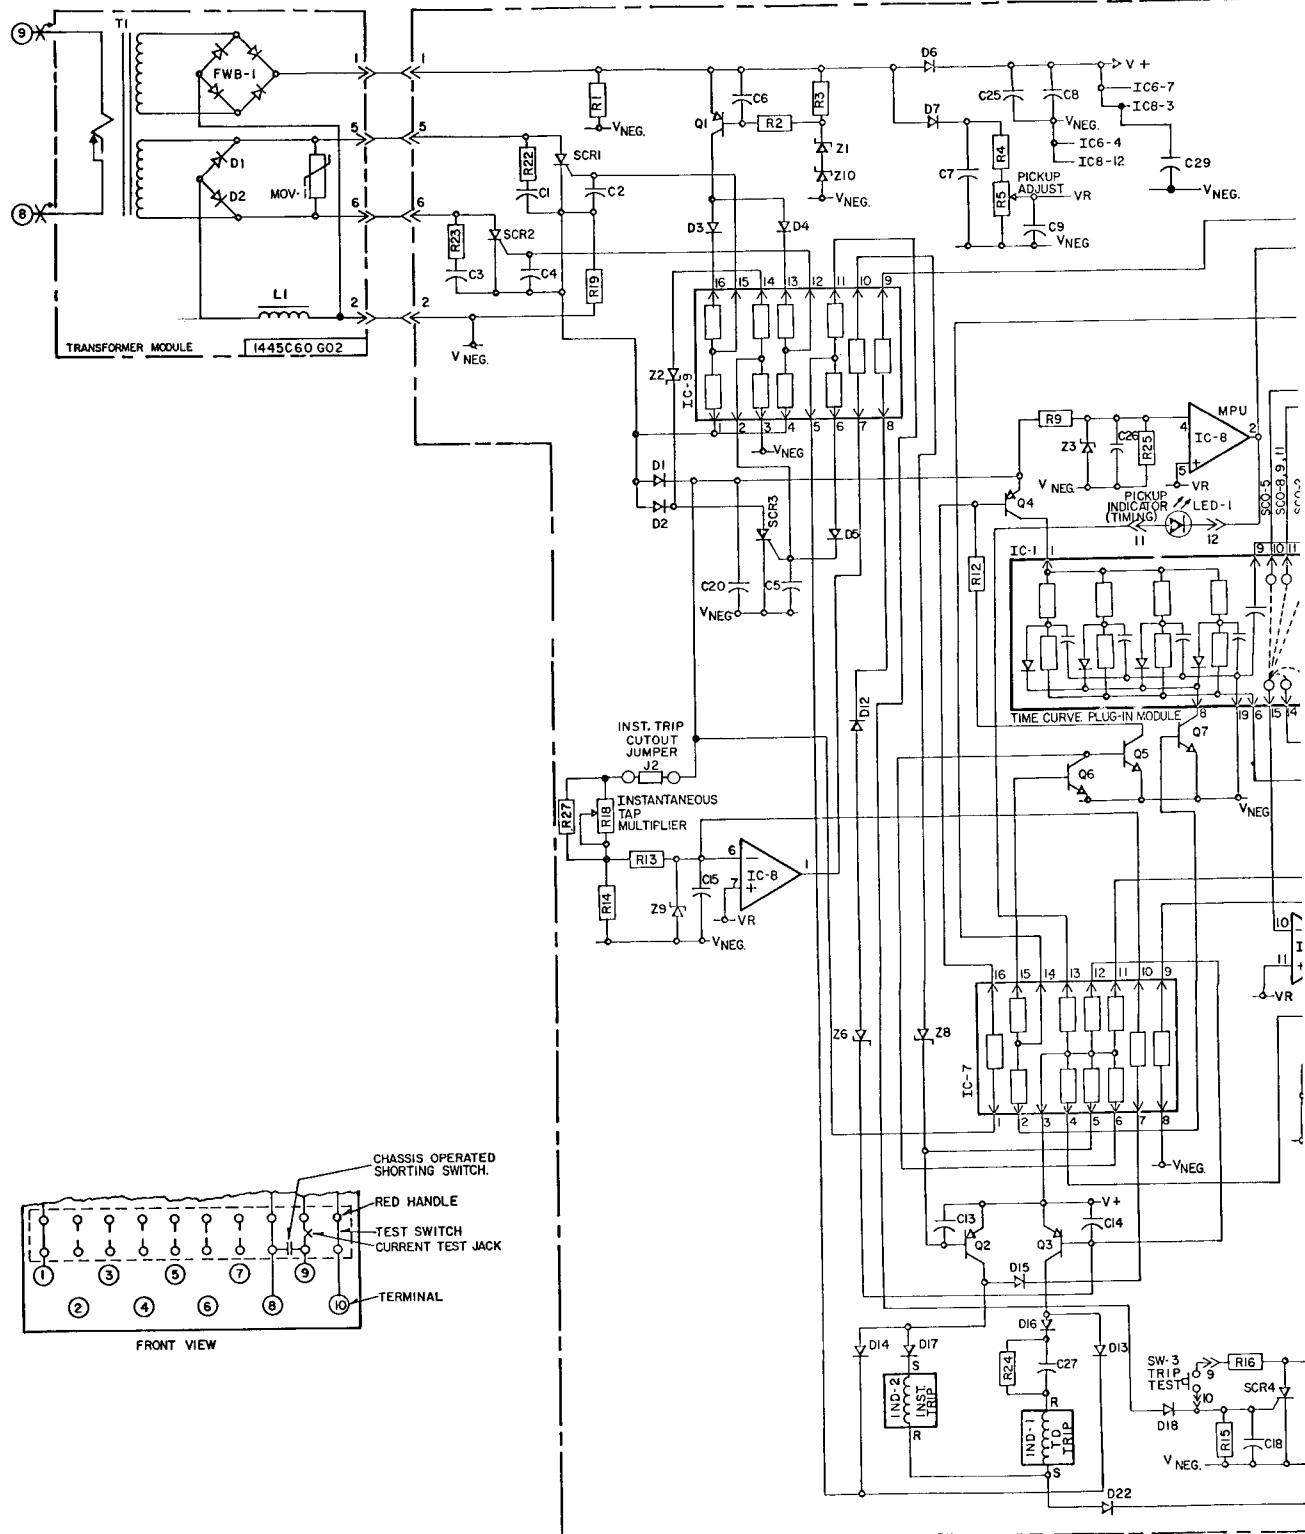 9
T1
FWB-1
1
1
5
5
D1
D2
MOV-1
8
6
6
L1
2
2
TRANSFORMER MODULE
1445C60 G02
V NEG.
R22
C1
SCR1
C2
R23
C3
SCR2
C4
R19
R1
VNEG.
Q1
C6
R2
R3
Z1
Z10
VNEG.
D3
D4
D6
D7
C25
C8
V+
IC6-7
IC8-3
VNEG.
IC6-4
IC8-12
C29
VNEG.
C7
R4
R5
PICKUP
ADJUST
VR
C9
VNEG
16
15
14
13
12
11
10
9
IC-9
1
2
3
4
5
6
7
8
VNEG
Z2
D1
D2
SCR3
D5
C20
C5
VNEG
R9
Z3
C26
R25
4
MPU
IC-8
2
5
VR
VNEG.
PICKUP
INDICATOR
(TIMING)
LED-1
11
12
SCO-5
SCO-8,9,11
Q4
R12
IC-1
1
9
10
11
TIME CURVE PLUG-IN MODULE
8
19
6
15
14
D12
Q5
Q6
Q7
VNEG
INST. TRIP
CUTOUT
JUMPER
J2
R27
R18
INSTANTANEOUS
TAP
MULTIPLIER
R13
6
IC-8
1
7
C15
R14
Z9
VR
VNEG.
10
11
VR
Z6
Z8
16
15
14
13
12
11
10
9
IC-7
1
2
3
4
5
6
7
8
VNEG.
V+
C13
Q2
Q3
C14
D15
D14
D17
D16
D13
S
IND-2
INST.
TRIP
R
R24
C27
R
IND-1
TD
TRIP
S
D22
SW-3
TRIP
TEST
9
10
R16
SCR4
D18
R15
C18
VNEG.
CHASSIS OPERATED
SHORTING SWITCH.
RED HANDLE
TEST SWITCH
CURRENT TEST JACK
1
3
5
7
9
2
4
6
8
10
TERMINAL
FRONT VIEW